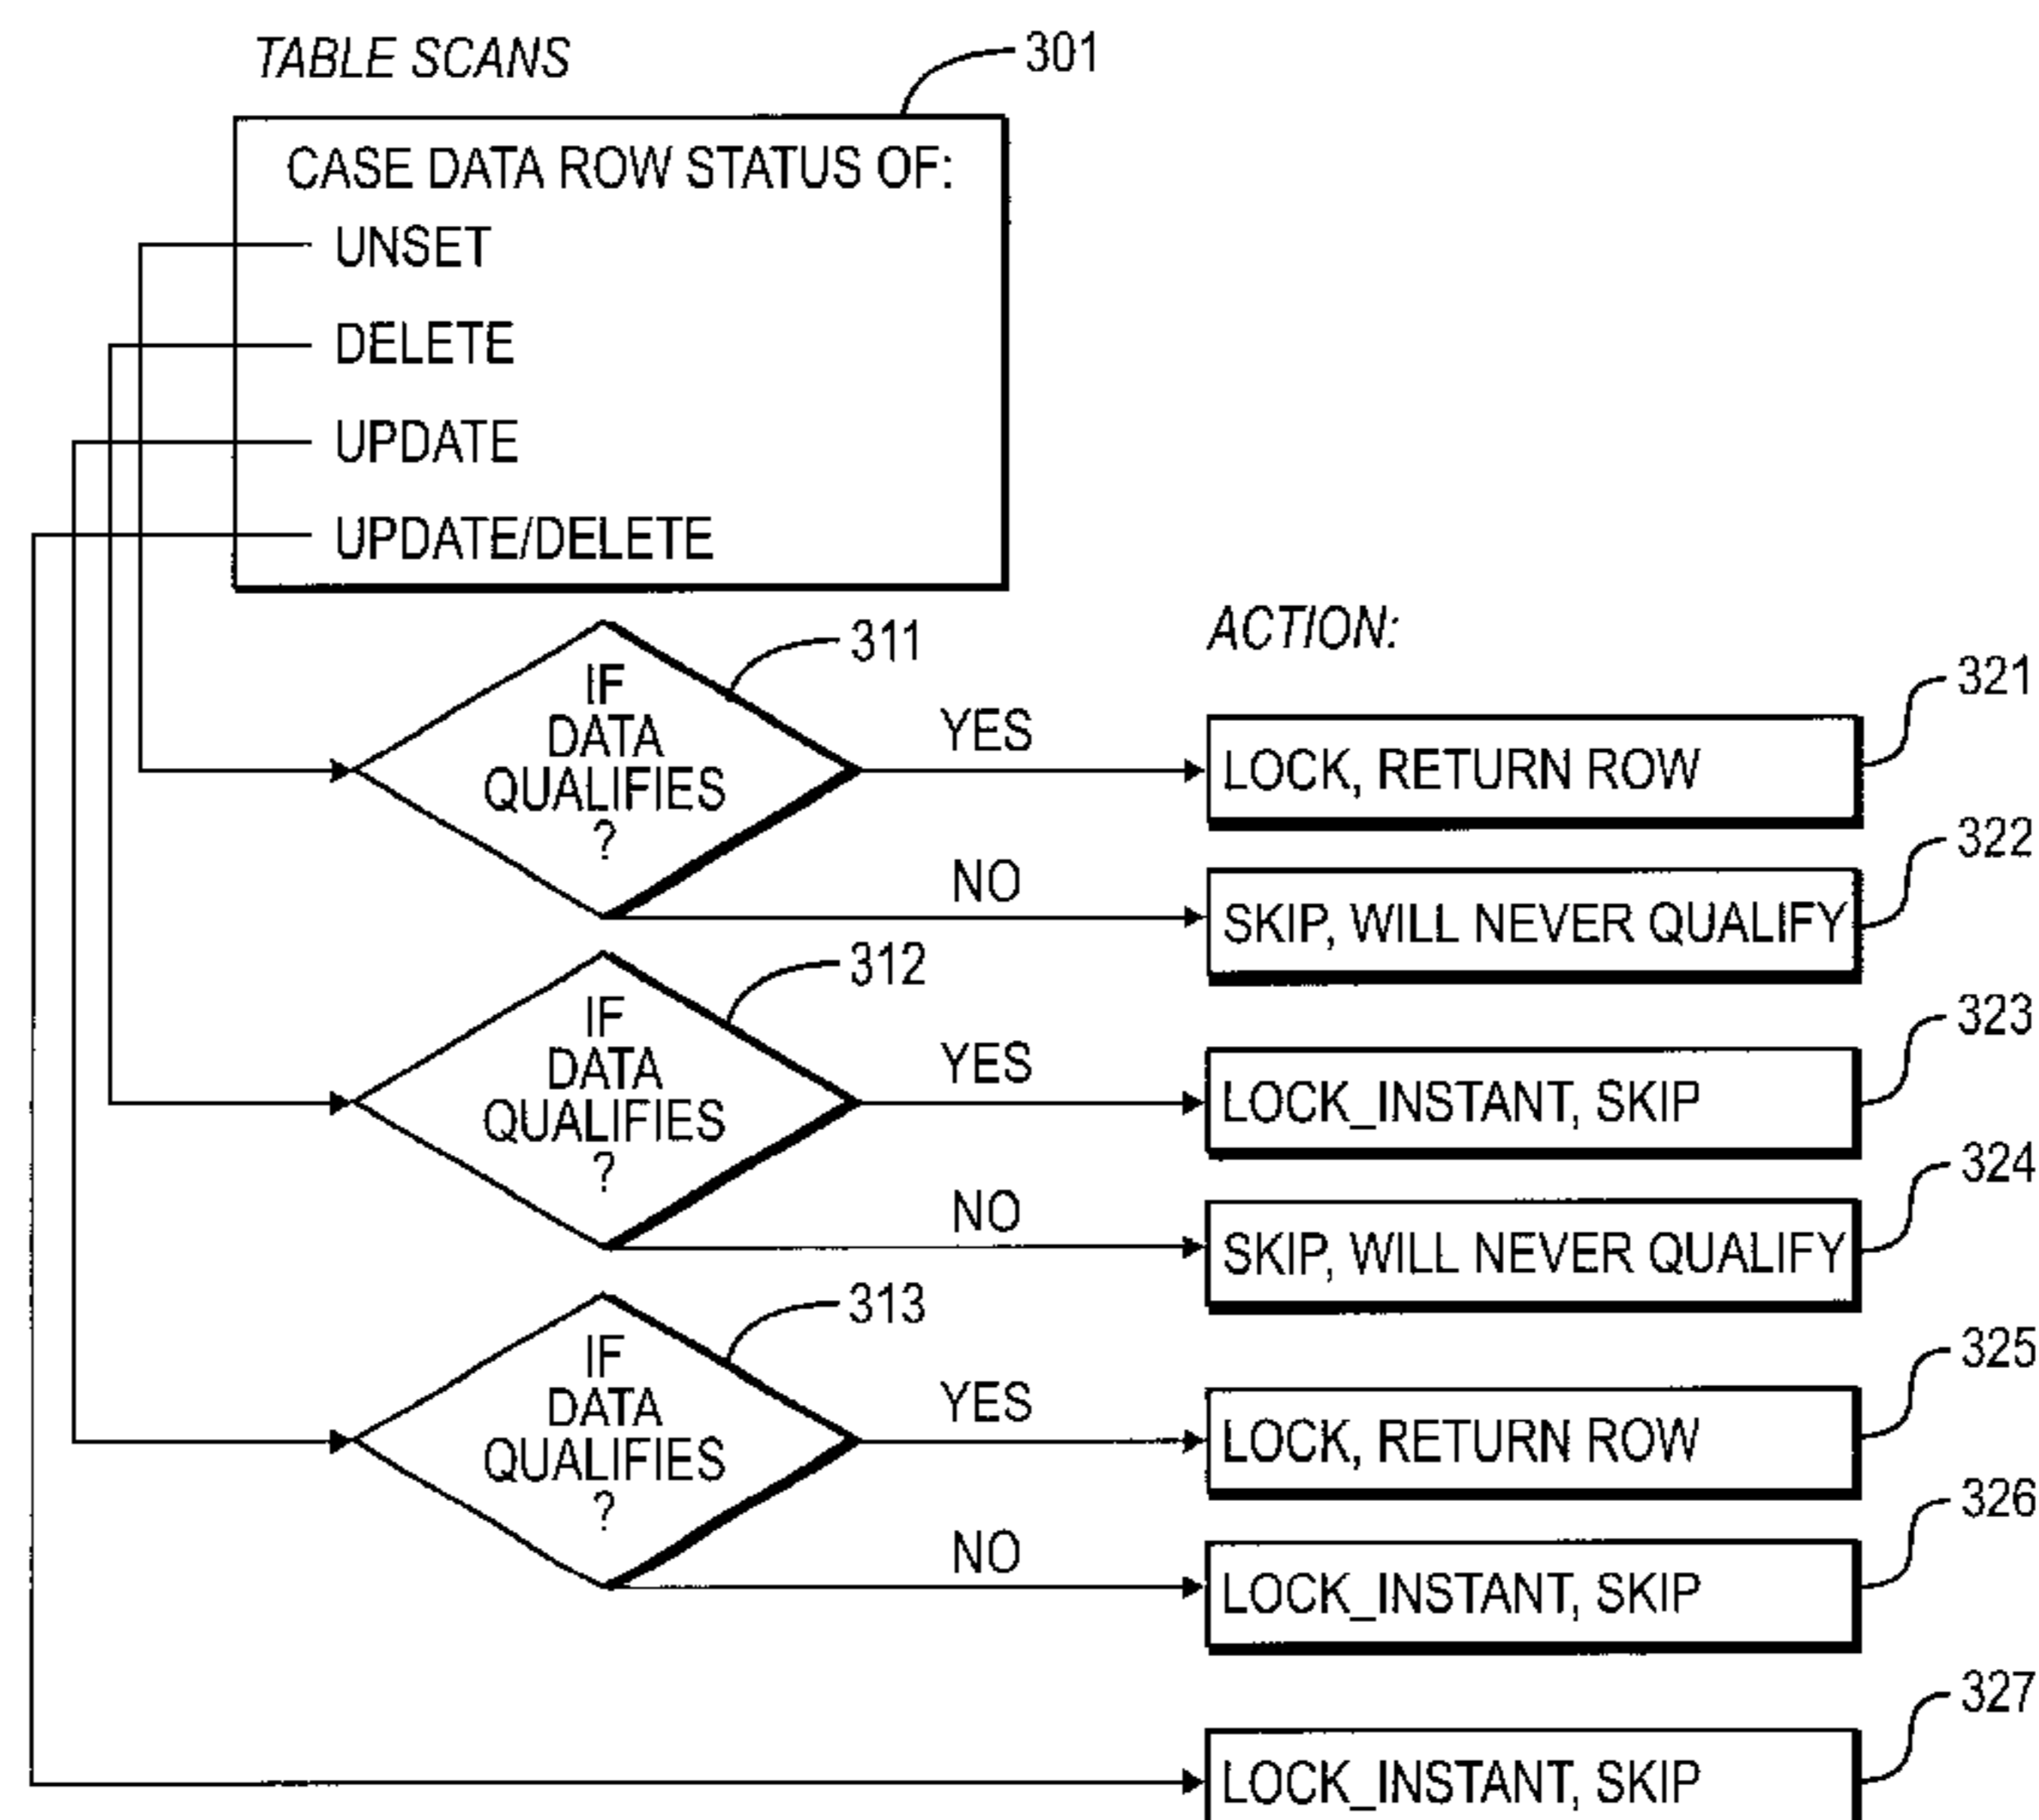 TABLE SCANS
301
CASE DATA ROW STATUS OF:
UNSET
DELETE
UPDATE
UPDATE/DELETE
311
ACTION:
IF
DATA
QUALIFIES
?
YES
LOCK, RETURN ROW
321
NO
SKIP, WILL NEVER QUALIFY
322
312
IF
DATA
QUALIFIES
?
YES
LOCK_INSTANT, SKIP
323
NO
SKIP, WILL NEVER QUALIFY
324
313
IF
DATA
QUALIFIES
?
YES
LOCK, RETURN ROW
325
NO
LOCK_INSTANT, SKIP
326
LOCK_INSTANT, SKIP
327